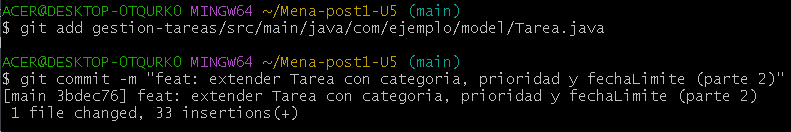 ACER@DESKTOP-OTQURKO MINGW64 ~/Mena-post1-U5 (main)
$ git add gestion-tareas/src/main/java/com/ejemplo/model/Tarea.java
ACER@DESKTOP-OTQURKO MINGW64 ~/Mena-post1-U5 (main)
$ git commit -m "feat: extender Tarea con categoria, prioridad y fechaLimite (parte 2)"
[main 3bdec76] feat: extender Tarea con categoria, prioridad y fechaLimite (parte 2)
1 file changed, 33 insertions(+)